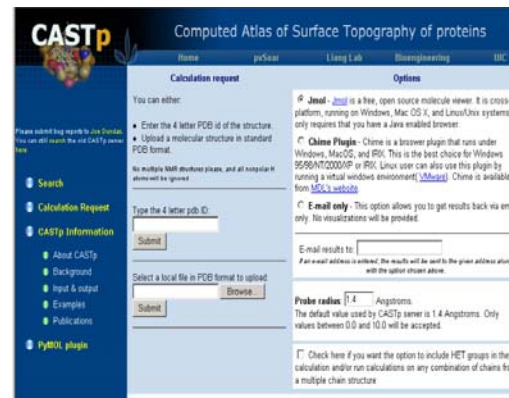 CASTp
Computed Atlas of Surface Topography of proteins
Home pvSoar Liang Lab Bioengineering UIC
Please submit bug reports to Joe Dundas.
You can still search the old CASTp server
here
Search
Calculation Request
CASTp Information
About CASTp
Background
Input & output
Examples
Publications
PyMOL plugin
Calculation request
You can either:
Enter the 4 letter PDB id of the structure.
Upload a molecular structure in standard
PDB format.
No multiple NMR structures please, and all nonpolar H
atoms will be ignored
Type the 4 letter pdb ID:
Submit
Select a local file in PDB format to upload:
Browse...
Submit
Options
Jmol - Jmol is a free, open source molecule viewer. It is cross-
platform, running on Windows, Mac OS X, and Linux/Unix systems
only requires that you have a Java enabled browser.
Chime Plugin - Chime is a broswer plugin that runs under
Windows, MacOS, and IRIX. This is the best choice for Windows
95/98/NT/2000/XP or IRIX. Linux user can also use this plugin by
running a virtual windows environment( VMware). Chime is available
from MDL's website.
E-mail only - This option allows you to get results back via em
only. No visualizations will be provided.
E-mail results to:
If an e-mail address is entered, the results will be sent to the given address alon
with the option chosen above.
Probe radius: 1.4 Angstroms.
The default value used by CASTp server is 1.4 Angstroms. Only
values between 0.0 and 10.0 will be accepted.
Check here if you want the option to include HET groups in the
calculation and/or run calculations on any combination of chains fro
a multiple chain structure